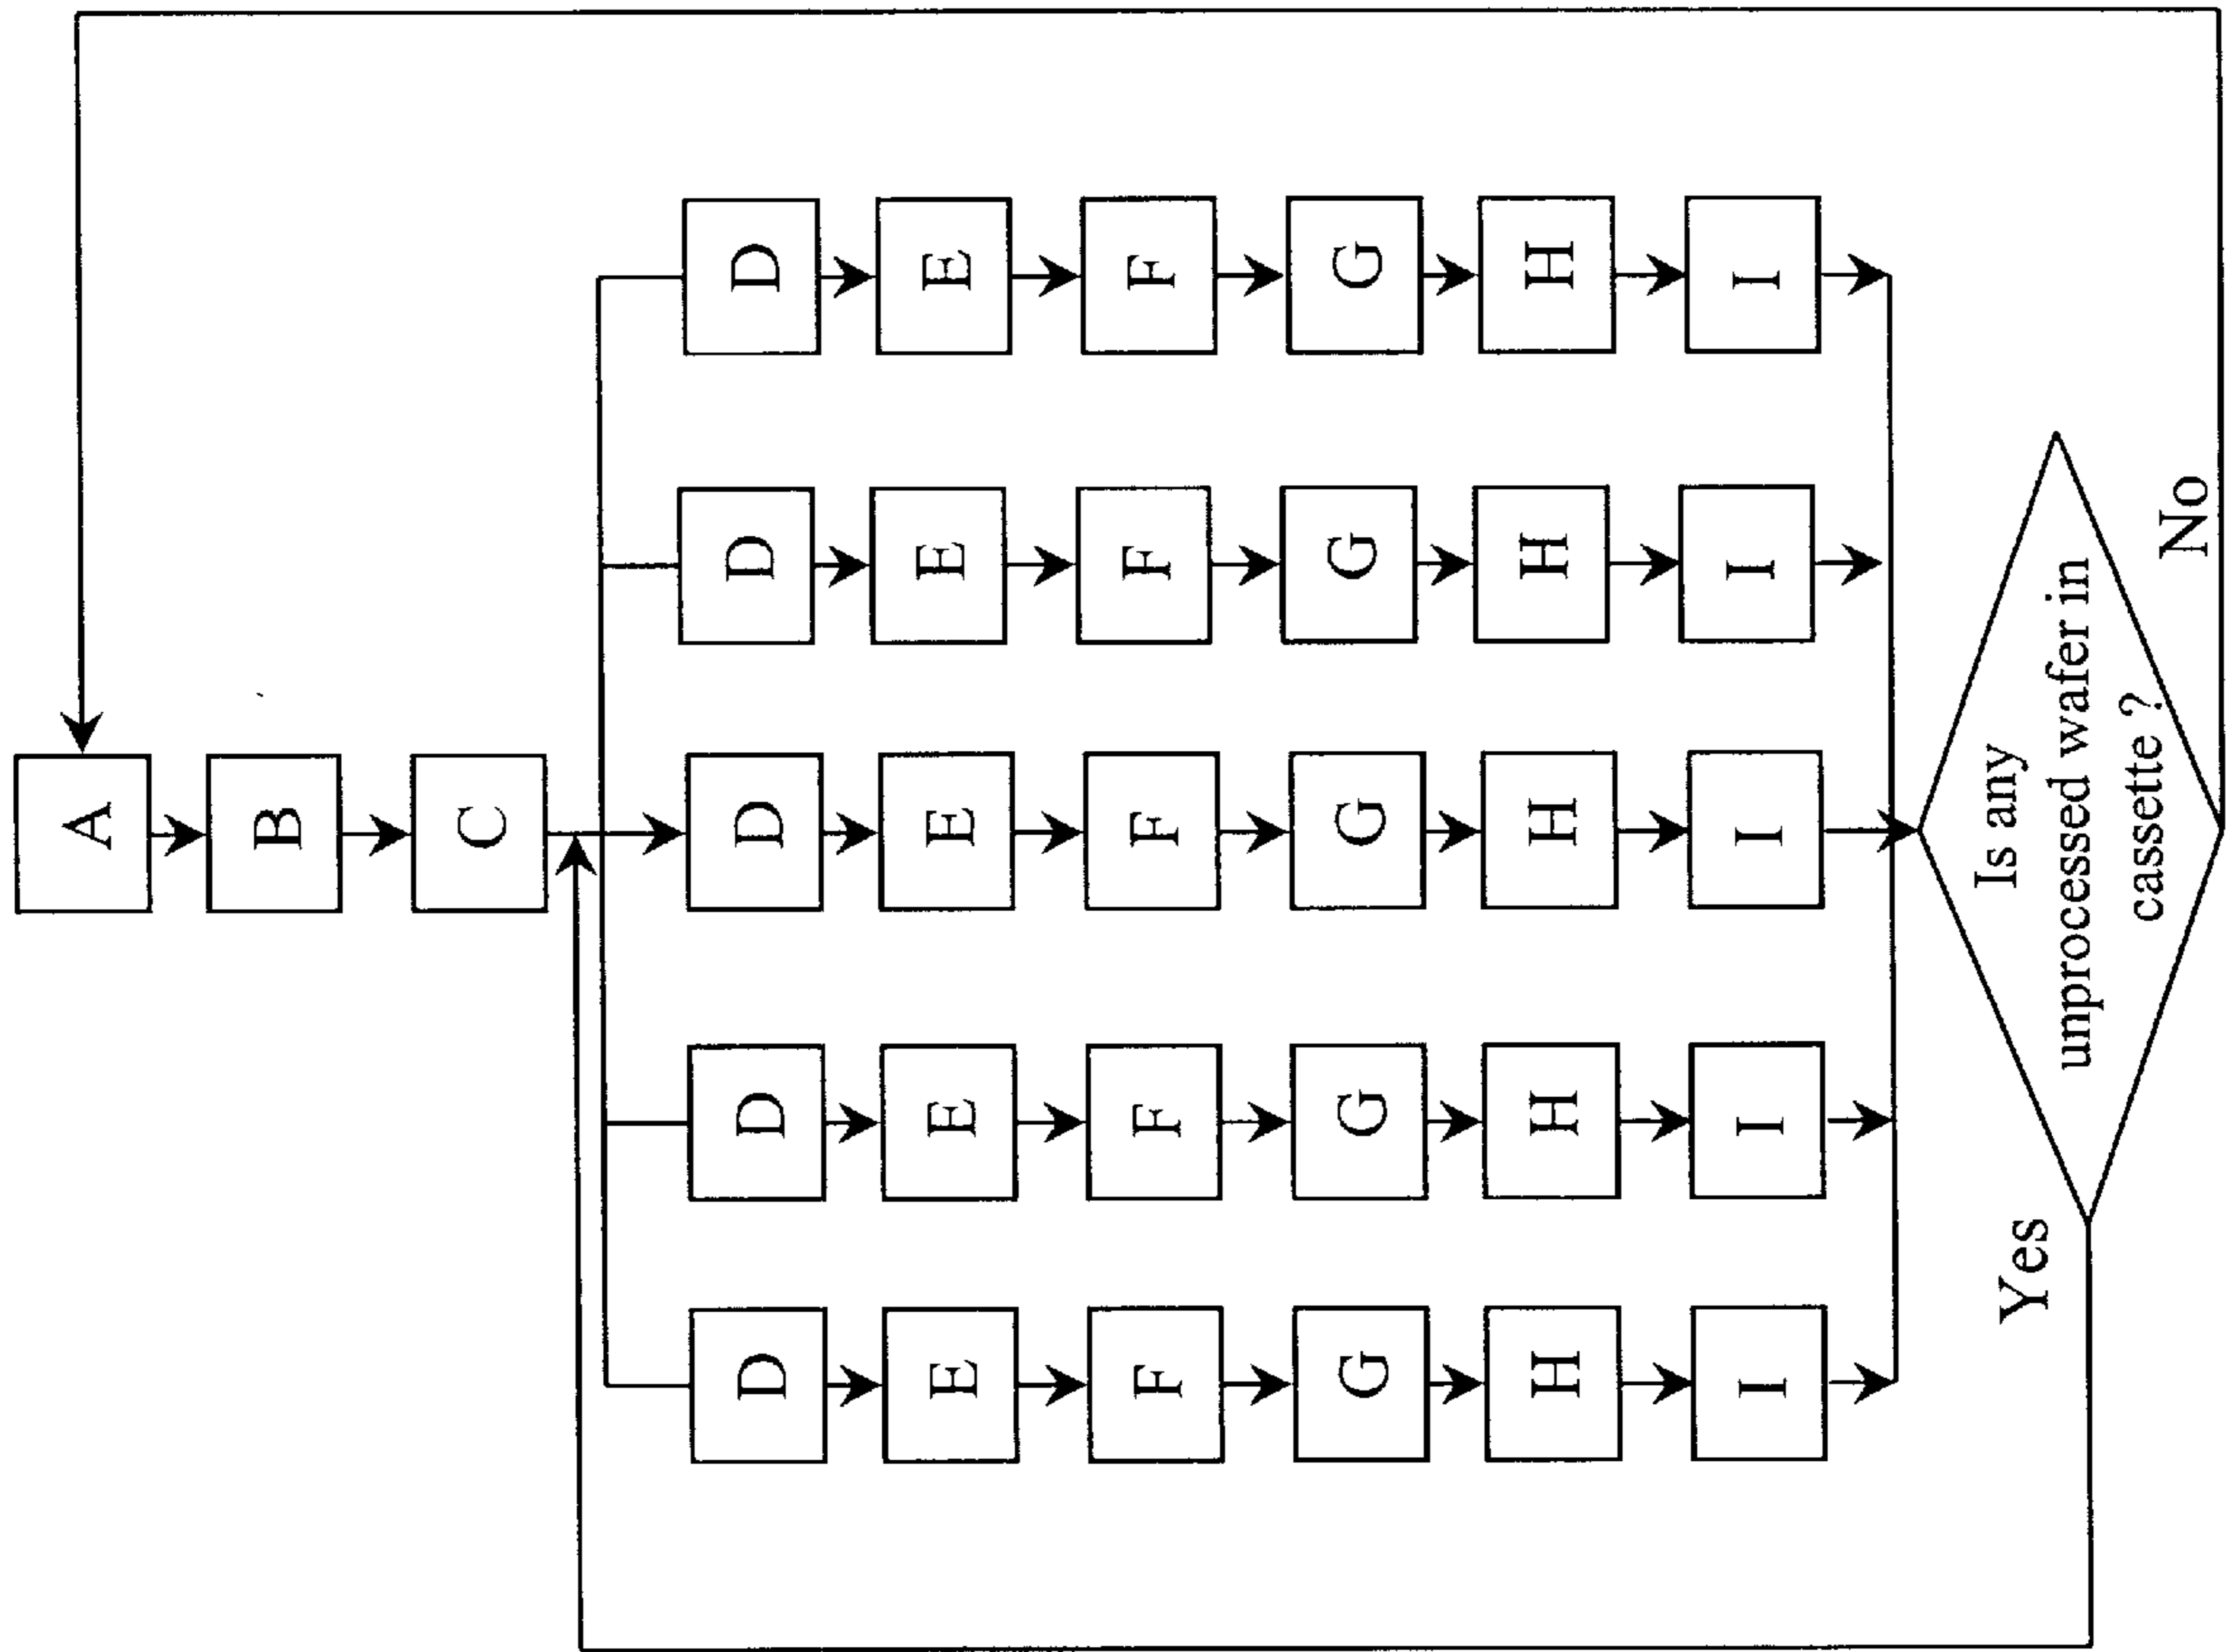 A
B
C
D D D D D
E E E E E
F F F F F
G G G G G
H H H H H
I I I I I
Is any
unprocessed wafer in
cassette ?
Yes
No